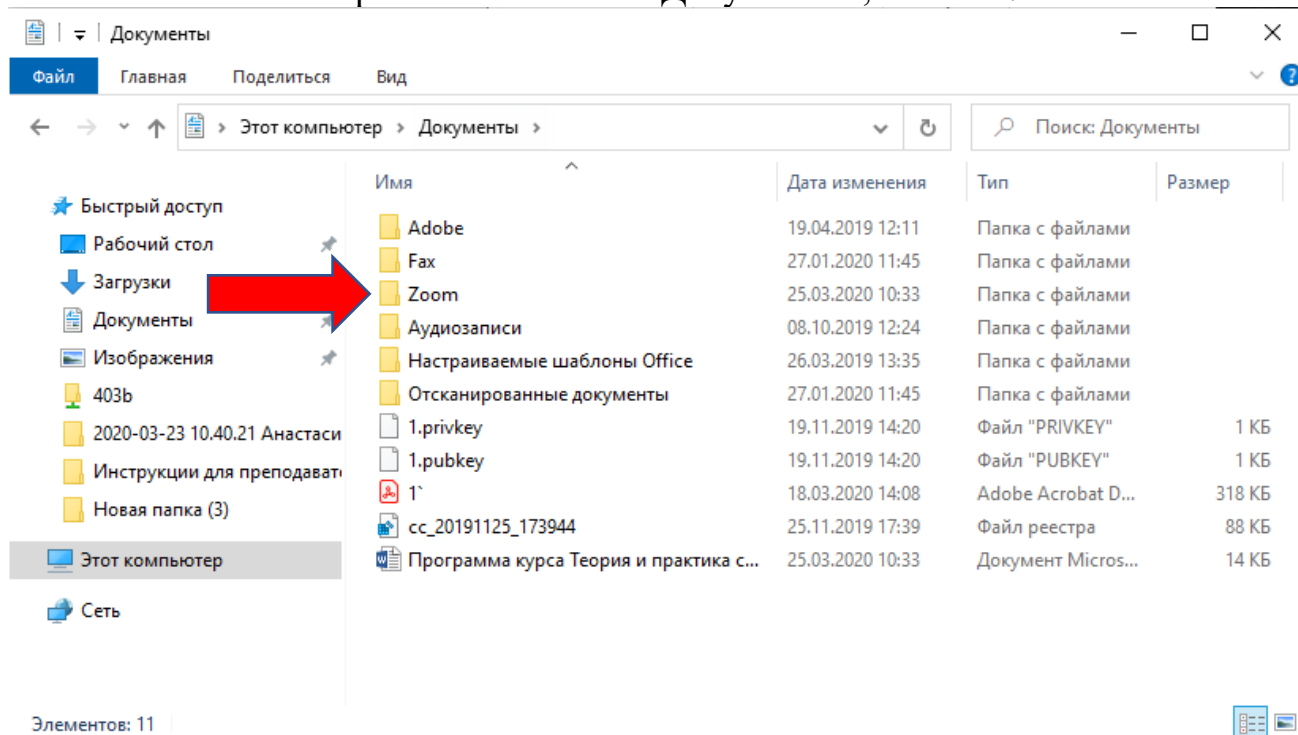 Документы
Файл Главная Поделиться Вид
Этот компьютер > Документы >
Поиск: Документы
Имя Дата изменения Тип Размер
Быстрый доступ
Рабочий стол
Загрузки
Документы
Изображения
403b
2020-03-23 10.40.21 Анастаси
Инструкции для преподават
Новая папка (3)
Этот компьютер
Сеть
Adobe 19.04.2019 12:11 Папка с файлами
Fax 27.01.2020 11:45 Папка с файлами
Zoom 25.03.2020 10:33 Папка с файлами
Аудиозаписи 08.10.2019 12:24 Папка с файлами
Настраиваемые шаблоны Office 26.03.2019 13:35 Папка с файлами
Отсканированные документы 27.01.2020 11:45 Папка с файлами
1.privkey 19.11.2019 14:20 Файл "PRIVKEY" 1 КБ
1.pubkey 19.11.2019 14:20 Файл "PUBKEY" 1 КБ
1` 18.03.2020 14:08 Adobe Acrobat D... 318 КБ
cc_20191125_173944 25.11.2019 17:39 Файл реестра 88 КБ
Программа курса Теория и практика с... 25.03.2020 10:33 Документ Micros... 14 КБ
Элементов: 11